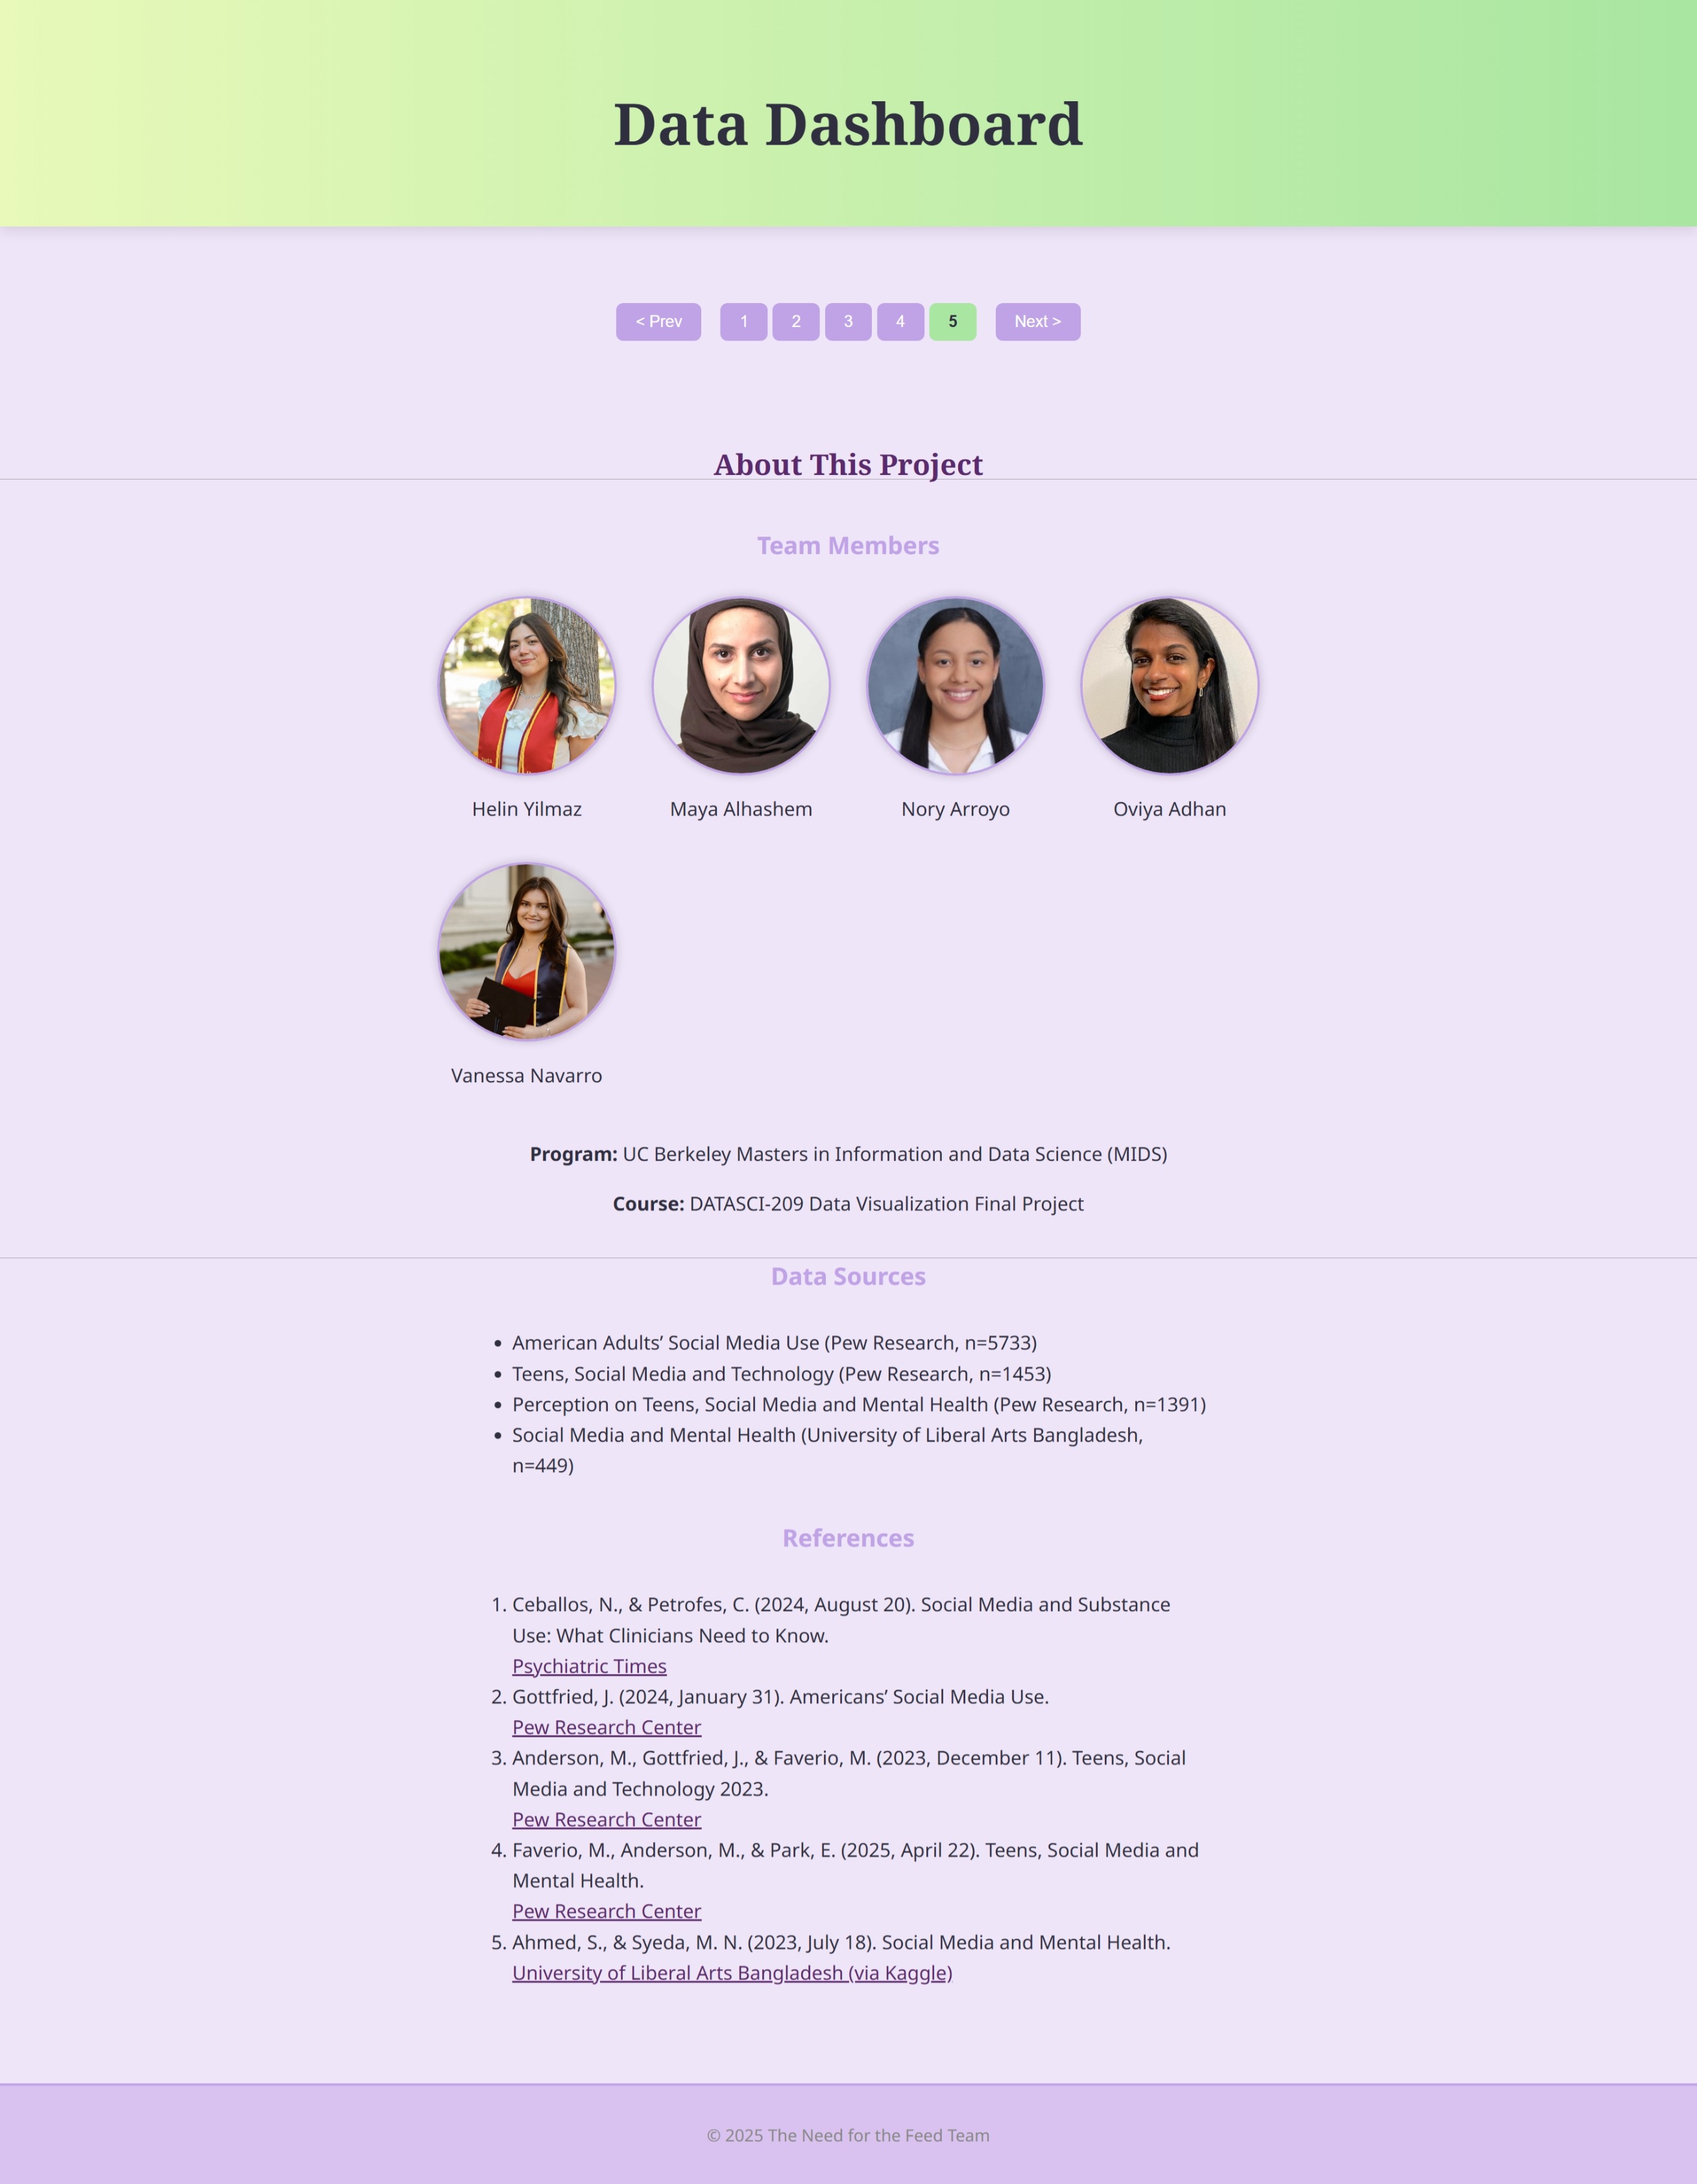 Data Dashboard
< Prev 1 2 3 4 5 Next >
About This Project
Team Members
Helin Yilmaz Maya Alhashem Nory Arroyo Oviya Adhan
Vanessa Navarro
Program: UC Berkeley Masters in Information and Data Science (MIDS)
Course: DATASCI-209 Data Visualization Final Project
Data Sources
• American Adults’ Social Media Use (Pew Research, n=5733)
• Teens, Social Media and Technology (Pew Research, n=1453)
• Perception on Teens, Social Media and Mental Health (Pew Research, n=1391)
• Social Media and Mental Health (University of Liberal Arts Bangladesh,
n=449)
References
1. Ceballos, N., & Petrofes, C. (2024, August 20). Social Media and Substance
Use: What Clinicians Need to Know.
Psychiatric Times
2. Gottfried, J. (2024, January 31). Americans’ Social Media Use.
Pew Research Center
3. Anderson, M., Gottfried, J., & Faverio, M. (2023, December 11). Teens, Social
Media and Technology 2023.
Pew Research Center
4. Faverio, M., Anderson, M., & Park, E. (2025, April 22). Teens, Social Media and
Mental Health.
Pew Research Center
5. Ahmed, S., & Syeda, M. N. (2023, July 18). Social Media and Mental Health.
University of Liberal Arts Bangladesh (via Kaggle)
© 2025 The Need for the Feed Team